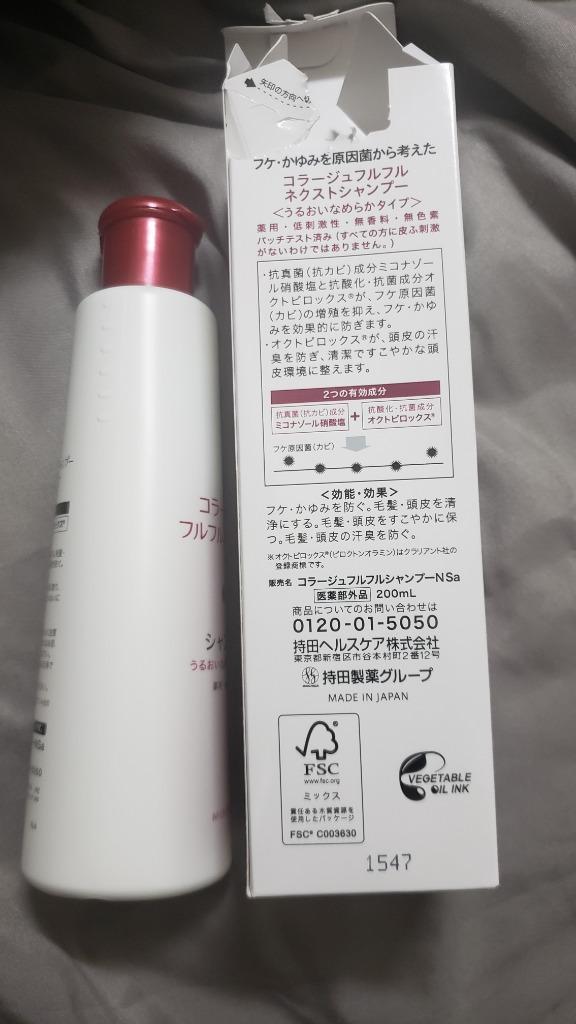 矢印の方向へ切
フケ・かゆみを原因菌から考えた
コラージュフルフル
ネクストシャンプー
<うるおいなめらかタイプ>
薬用・低刺激性・無香料・無色素
パッチテスト済み(すべての方に皮ふ刺激
がないわけではありません。)
・抗真菌(抗カビ)成分ミコナゾー
ル硝酸塩と抗酸化・抗菌成分オ
クトピロックス®が、フケ原因菌
(カビ)の増殖を抑え、フケ・かゆ
みを効果的に防ぎます。
・オクトピロックス®が、頭皮の汗
臭を防ぎ、清潔ですこやかな頭
皮環境に整えます。
2つの有効成分
抗真菌(抗カビ)成分
ミコナゾール硝酸塩
+
抗酸化・抗菌成分
オクトピロックス®
フケ原因菌(カビ)
<効能・効果>
フケ・かゆみを防ぐ。毛髪・頭皮を清
浄にする。毛髪・頭皮をすこやかに保
つ。毛髪・頭皮の汗臭を防ぐ。
※オクトピロックス®(ピロクトンオラミン)はクラリアント社の
登録商標です。
販売名 コラージュフルフルシャンプーNSa
医薬部外品 200mL
商品についてのお問い合わせは
0120-01-5050
持田ヘルスケア株式会社
東京都新宿区市谷本村町2番12号
持田製薬グループ
MADE IN JAPAN
FSC®
www.fsc.org
ミックス
責任ある木質資源を
使用したパッケージ
FSC® C003630
VEGETABLE
OIL INK
1547
コラー
フルフル
シャン
うるおい